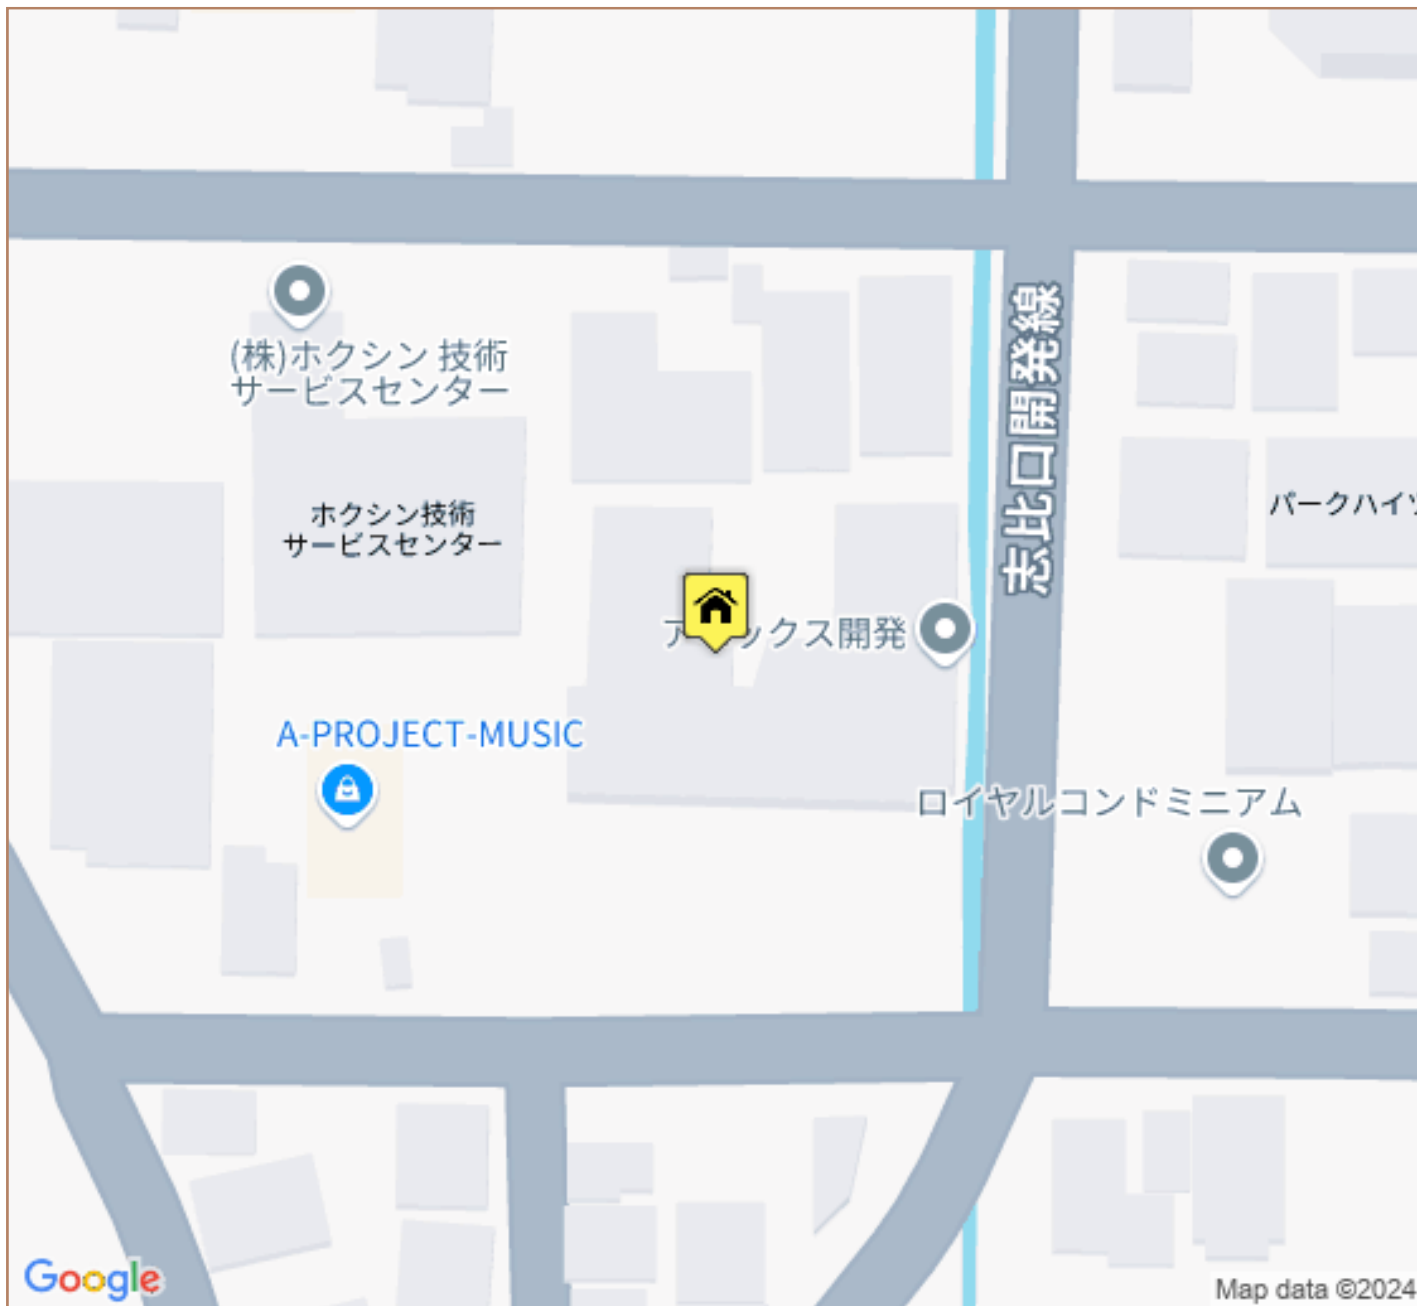 (株)ホクシン 技術
サービスセンター
志比口開発線
ホクシン技術
サービスセンター
パークハイツ
ックス開発
A-PROJECT-MUSIC
ロイヤルコンドミニアム
Google
Map data ©2024